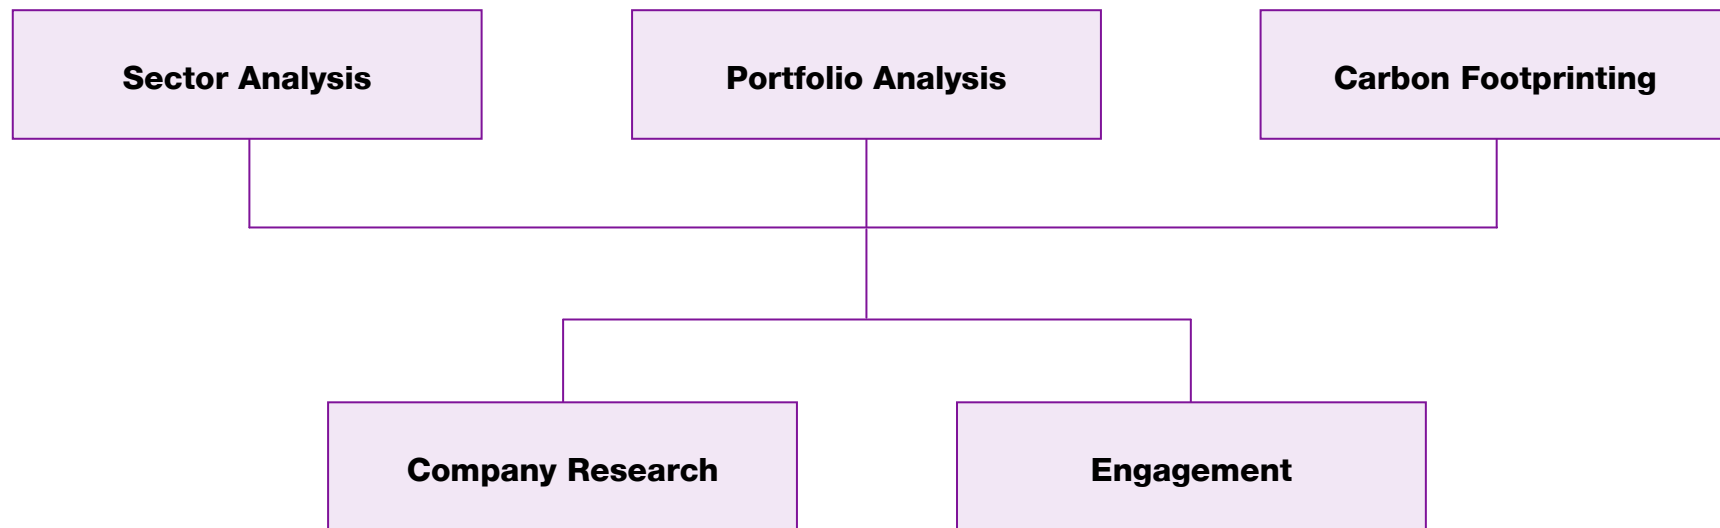 Sector Analysis
Portfolio Analysis
Carbon Footprinting
Company Research
Engagement